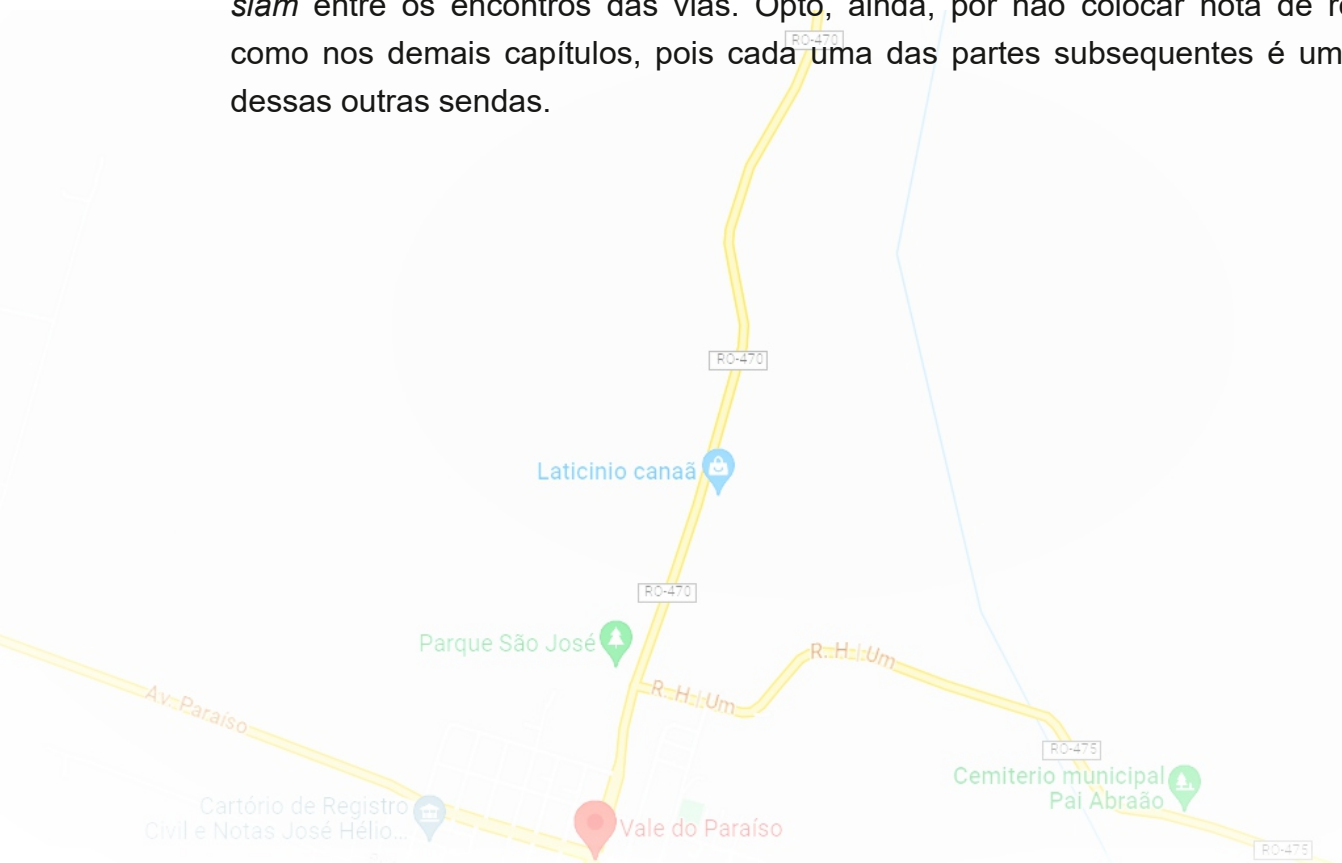 siam entre os encontros das vias. Opto, ainda, por não colocar nota de
RO-470
como nos demais capítulos, pois cada uma das partes subsequentes é
dessas outras sendas.
RO-470
Laticinio canaã
RO-470
Parque São José
R. H | Um
R. H | Um
Av. Paraíso
RO-475
Cemiterio municipal
Pai Abraão
Cartório de Registro
Civil e Notas José Hélio...
Vale do Paraíso
RO-475